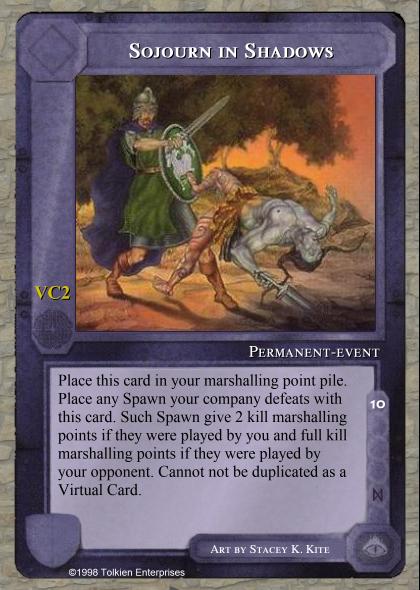 Sojourn in Shadows
VC2
Permanent-event
Place this card in your marshalling point pile.
Place any Spawn your company defeats with
this card. Such Spawn give 2 kill marshalling
points if they were played by you and full kill
marshalling points if they were played by
your opponent. Cannot be duplicated as a
Virtual Card.
10
Art by Stacey K. Kite
©1998 Tolkien Enterprises